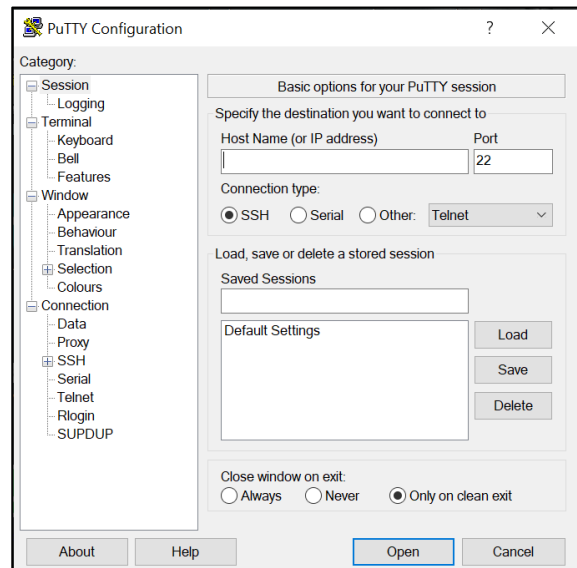 PuTTY Configuration
?
Category:
Session
Logging
Terminal
Keyboard
Bell
Features
Window
Appearance
Behaviour
Translation
Selection
Colours
Connection
Data
Proxy
SSH
Serial
Telnet
Rlogin
SUPDUP
Basic options for your PuTTY session
Specify the destination you want to connect to
Host Name (or IP address) Port
22
Connection type:
SSH Serial Other: Telnet
Load, save or delete a stored session
Saved Sessions
Default Settings
Load
Save
Delete
Close window on exit:
Always Never Only on clean exit
About Help Open Cancel